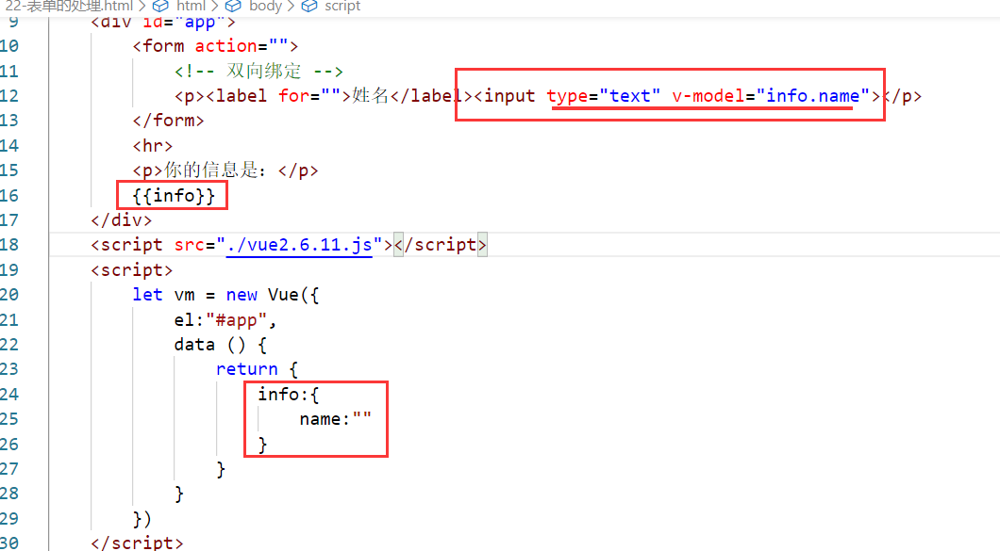 22-表单的处理.html > html > body > script
9 <div id="app">
10 <form action="">
11 <!-- 双向绑定 -->
12 <p><label for="">姓名</label><input type="text" v-model="info.name"></p>
13 </form>
14 <hr>
15 <p>你的信息是：</p>
16 {{info}}
17 </div>
18 <script src="./vue2.6.11.js"></script>
19 <script>
20 let vm = new Vue({
21 el:"#app",
22 data () {
23 return {
24 info:{
25 name:""
26 }
27 }
28 }
29 })
30 </script>